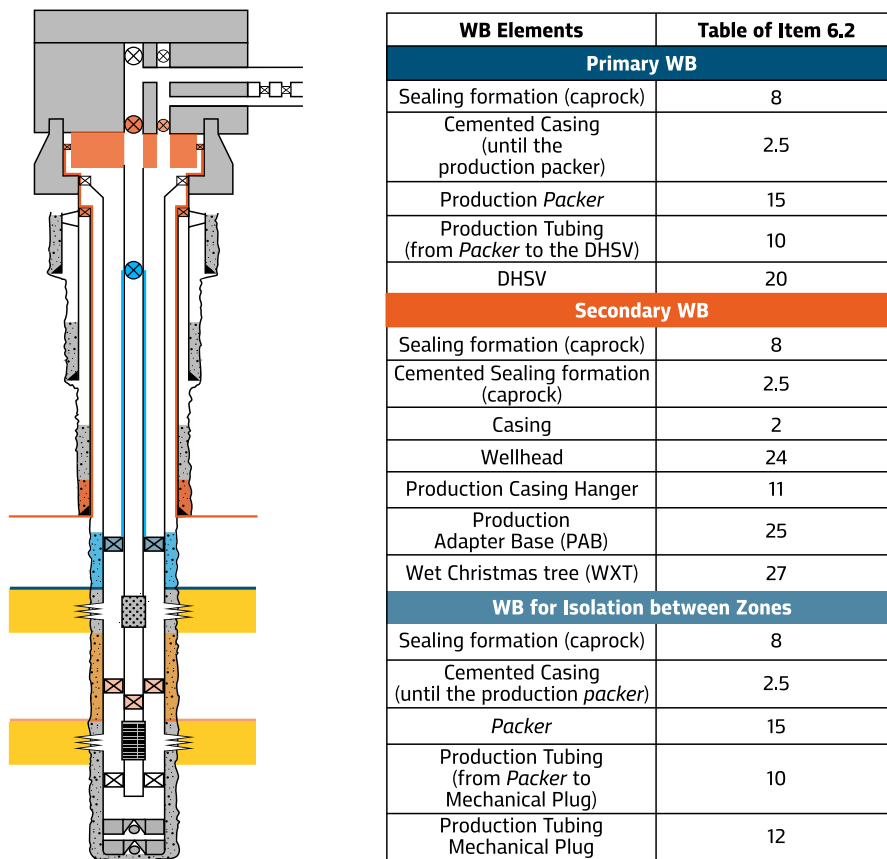 WB Elements Table of Item 6.2
Primary WB
Sealing formation (caprock) 8
Cemented Casing
(until the
production packer)
2.5
Production Packer 15
Production Tubing
(from Packer to the DHSV)
10
DHSV 20
Secondary WB
Sealing formation (caprock) 8
Cemented Sealing formation
(caprock)
2.5
Casing 2
Wellhead 24
Production Casing Hanger 11
Production
Adapter Base (PAB)
25
Wet Christmas tree (WXT) 27
WB for Isolation between Zones
Sealing formation (caprock) 8
Cemented Casing
(until the production packer)
2.5
Packer 15
Production Tubing
(from Packer to
Mechanical Plug)
10
Production Tubing
Mechanical Plug
12